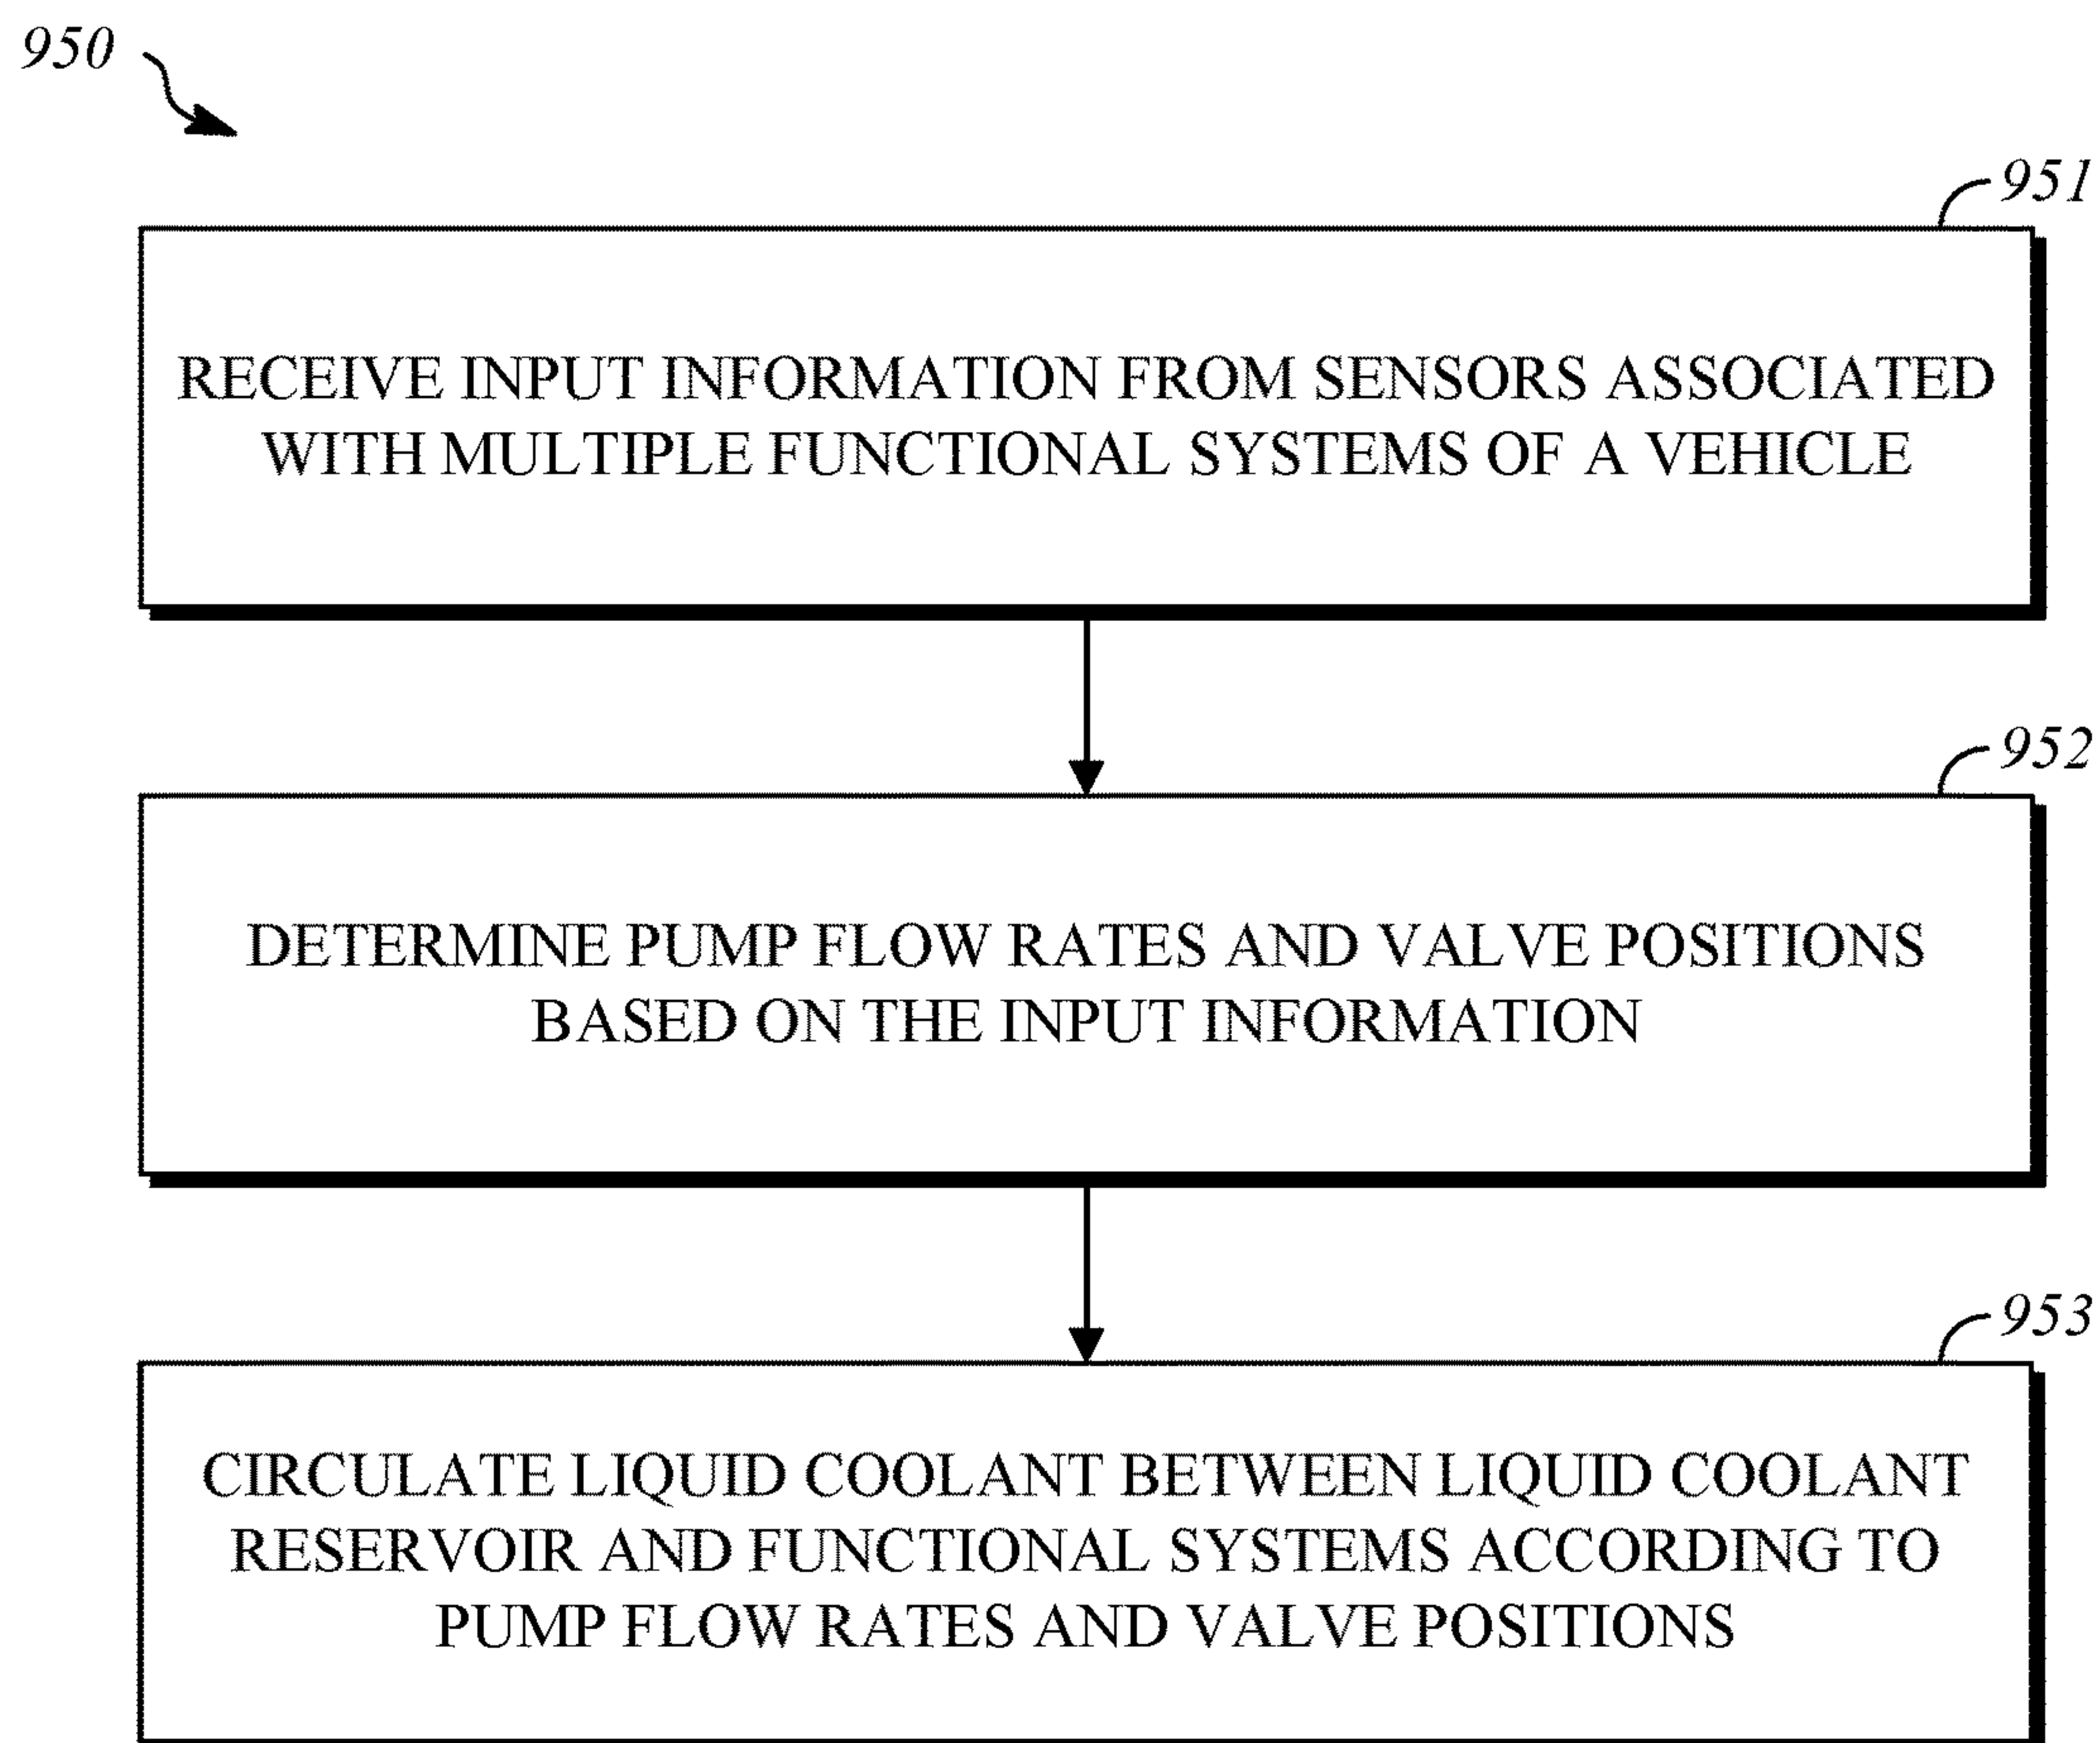 950
951
RECEIVE INPUT INFORMATION FROM SENSORS ASSOCIATED
WITH MULTIPLE FUNCTIONAL SYSTEMS OF A VEHICLE
952
DETERMINE PUMP FLOW RATES AND VALVE POSITIONS
BASED ON THE INPUT INFORMATION
953
CIRCULATE LIQUID COOLANT BETWEEN LIQUID COOLANT
RESERVOIR AND FUNCTIONAL SYSTEMS ACCORDING TO
PUMP FLOW RATES AND VALVE POSITIONS